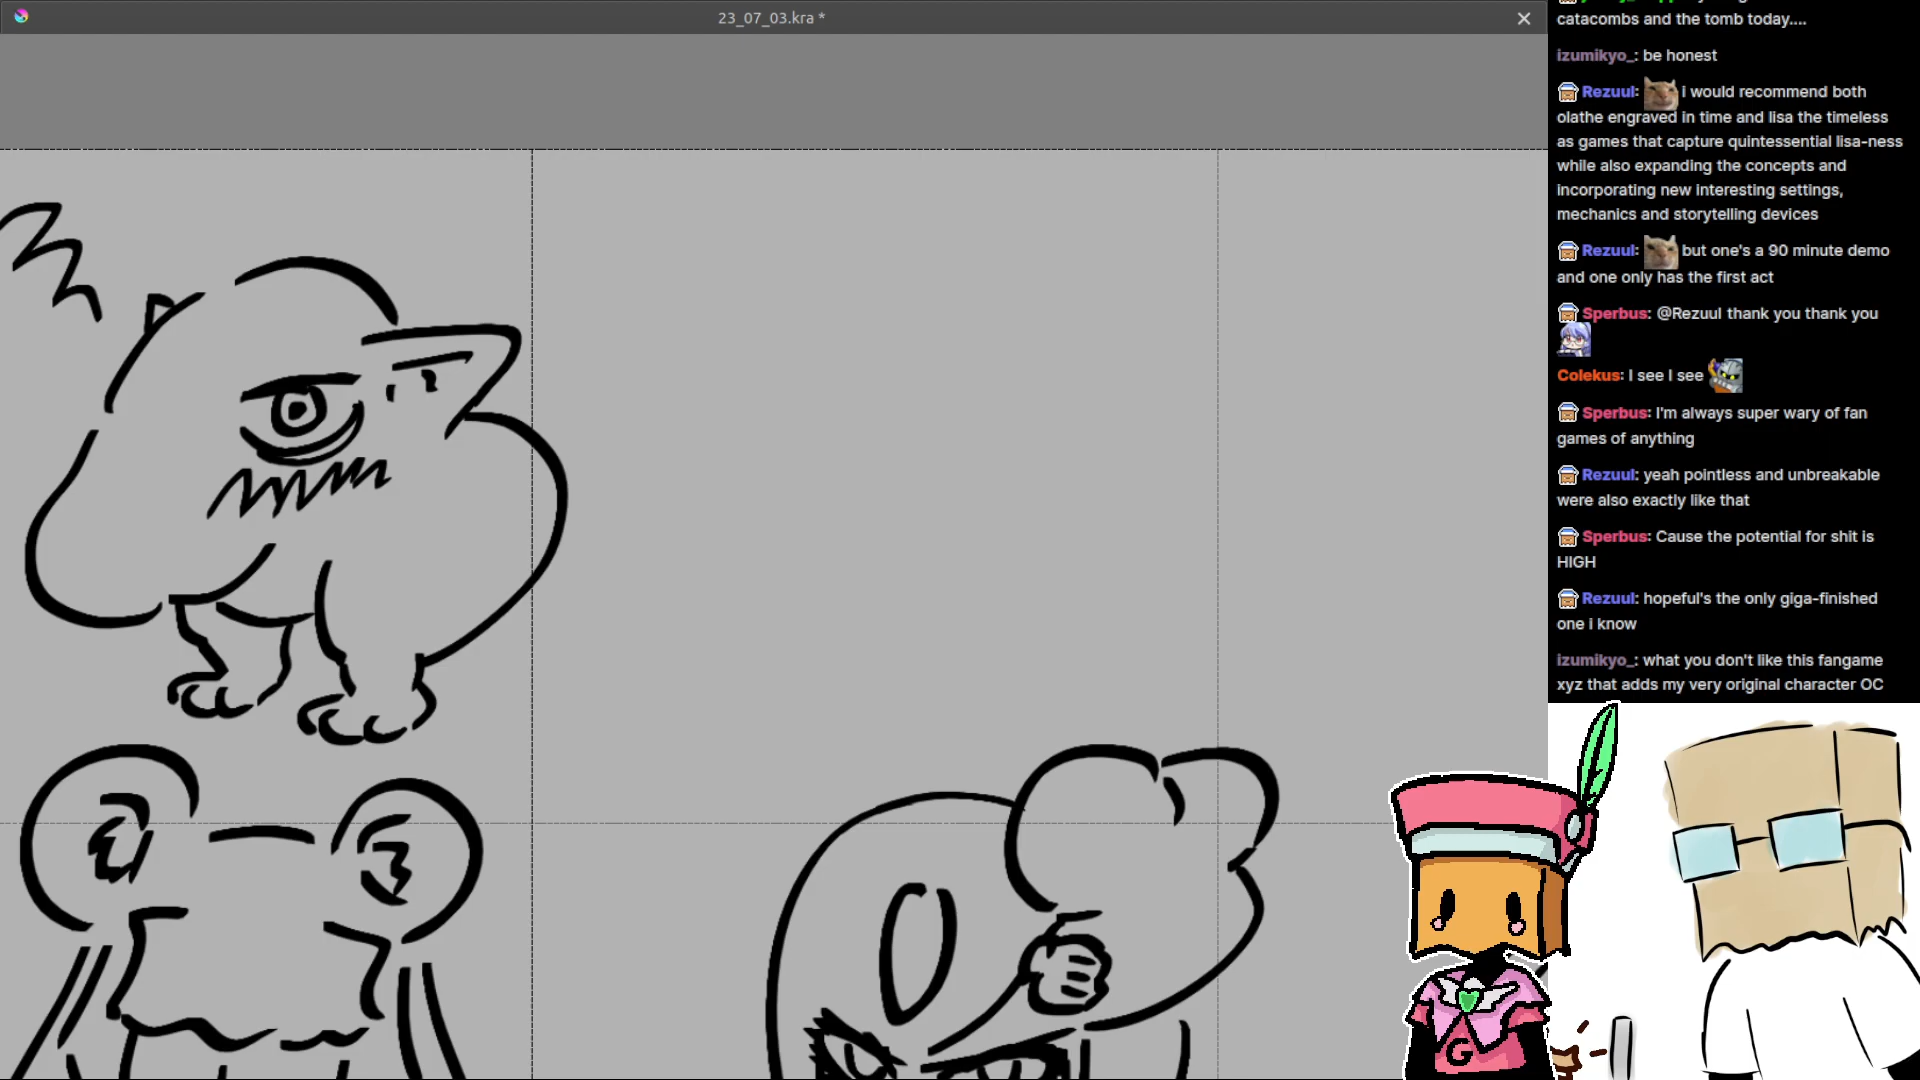 23_07_03.kra *
catacombs and the tomb today....
izumikyo_: be honest
Rezuul: i would recommend both
olathe engraved in time and lisa the timeless
as games that capture quintessential lisa-ness
while also expanding the concepts and
incorporating new interesting settings,
mechanics and storytelling devices
Rezuul: but one's a 90 minute demo
and one only has the first act
Sperbus: @Rezuul thank you thank you
Colekus: I see I see
Sperbus: I'm always super wary of fan
games of anything
Rezuul: yeah pointless and unbreakable
were also exactly like that
Sperbus: Cause the potential for shit is
HIGH
Rezuul: hopeful's the only giga-finished
one i know
izumikyo_: what you don't like this fangame
xyz that adds my very original character OC
G